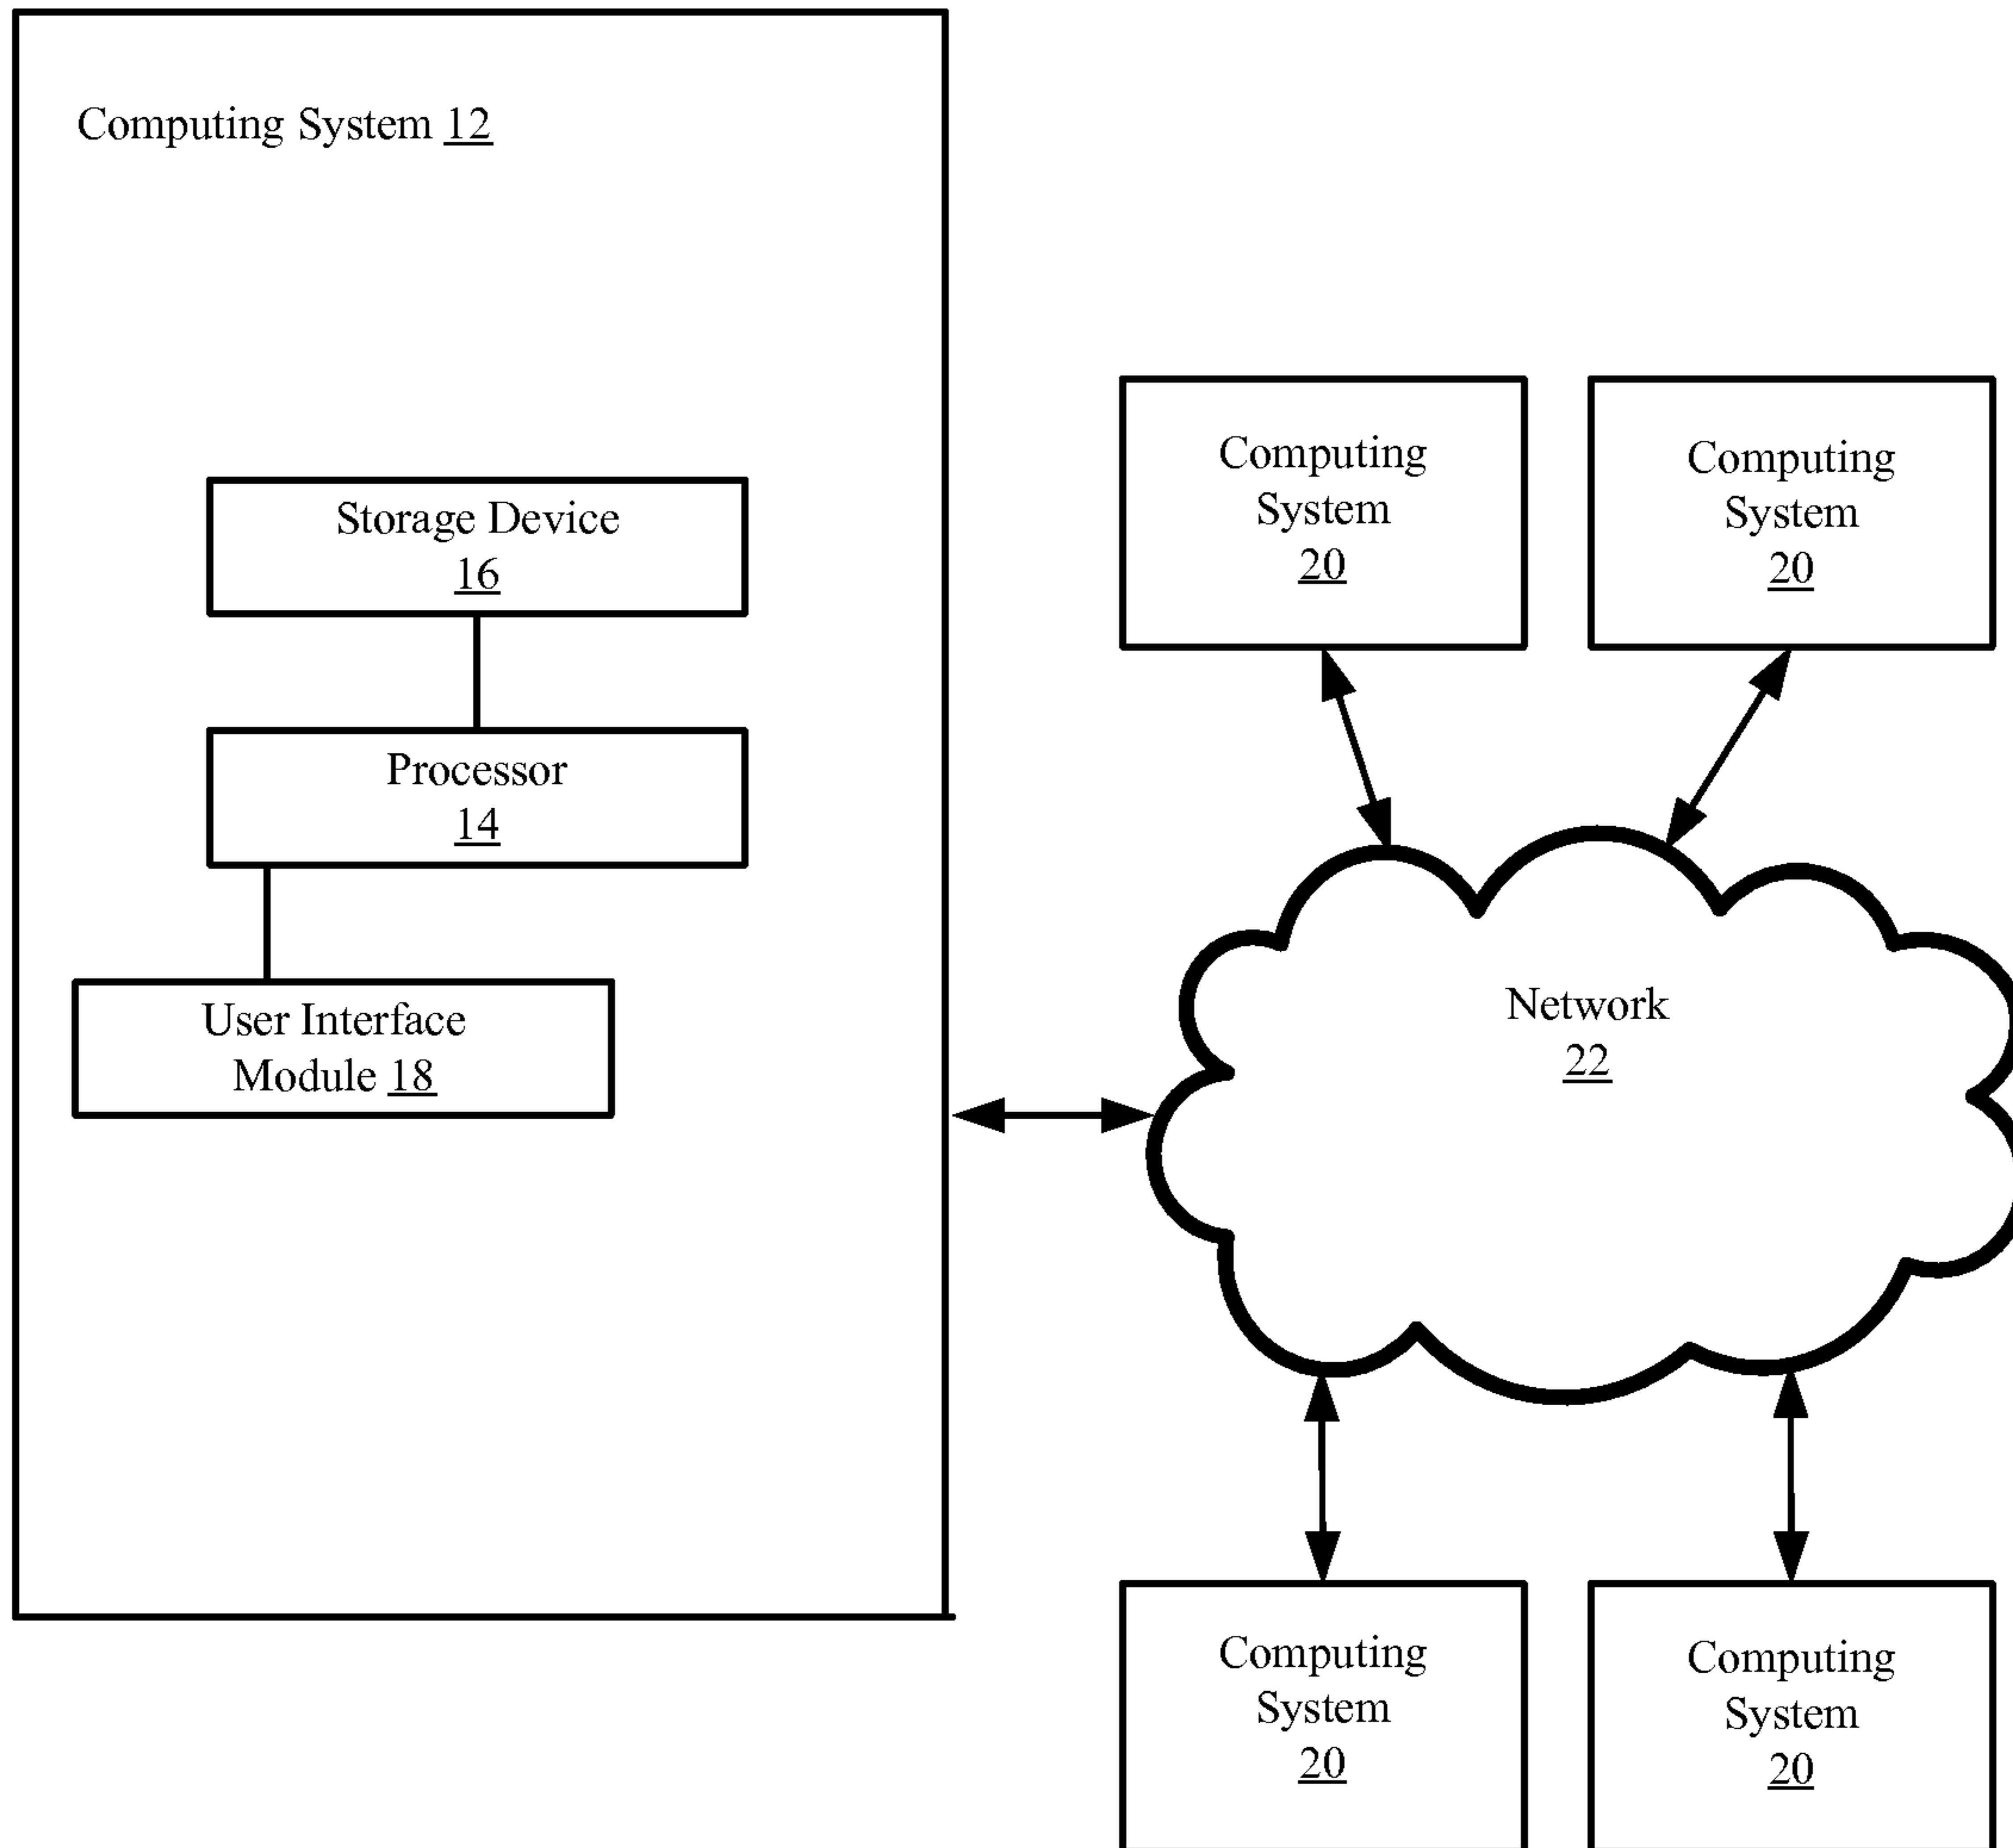 Computing System 12
Storage Device
16
Processor
14
User Interface
Module 18
Computing
System
20
Computing
System
20
Network
22
Computing
System
20
Computing
System
20